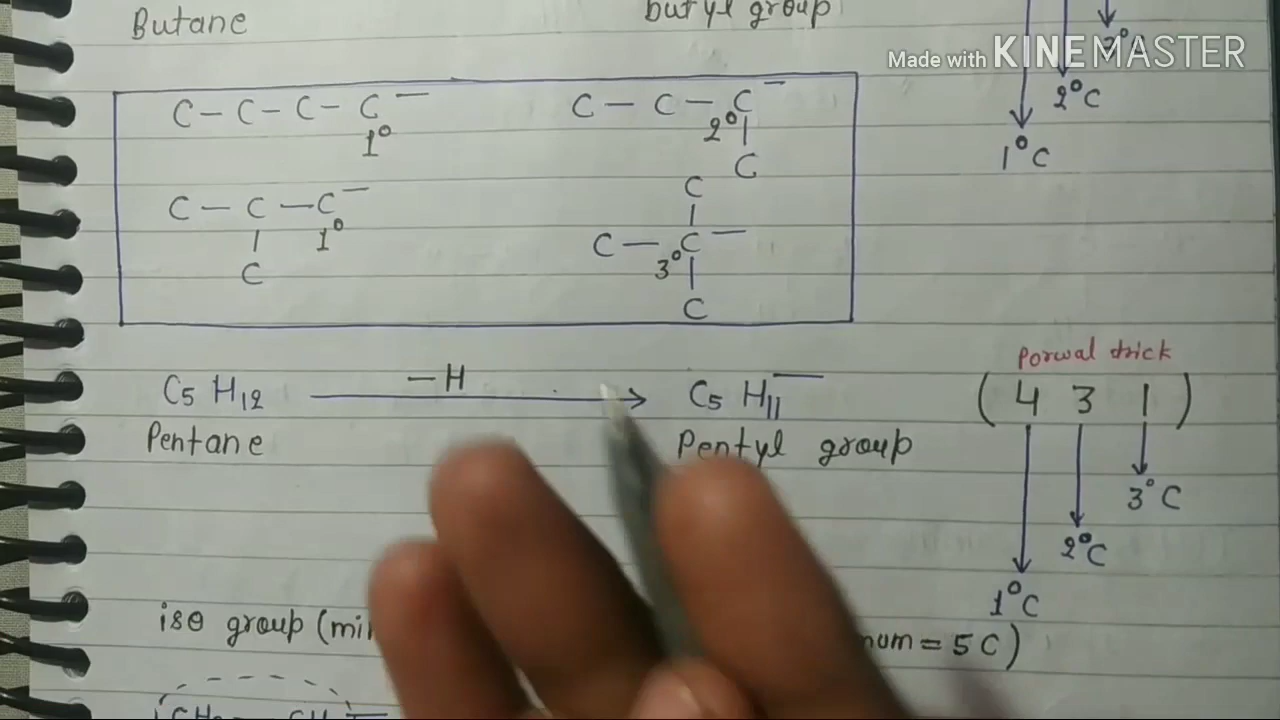 Butane
butyl group
Made with KINEMASTER
2°C
1°C
C – C – C – C –
1°
C – C – C –
2° |
C
C – C – C –
| 1°
C
C
|
C – C –
3° |
C
Porwal trick
C5 H12 –H → C5 H11 –
( 4 3 1 )
Pentane
Pentyl group
3°C
2°C
1°C
iso group (mi
num = 5 C)